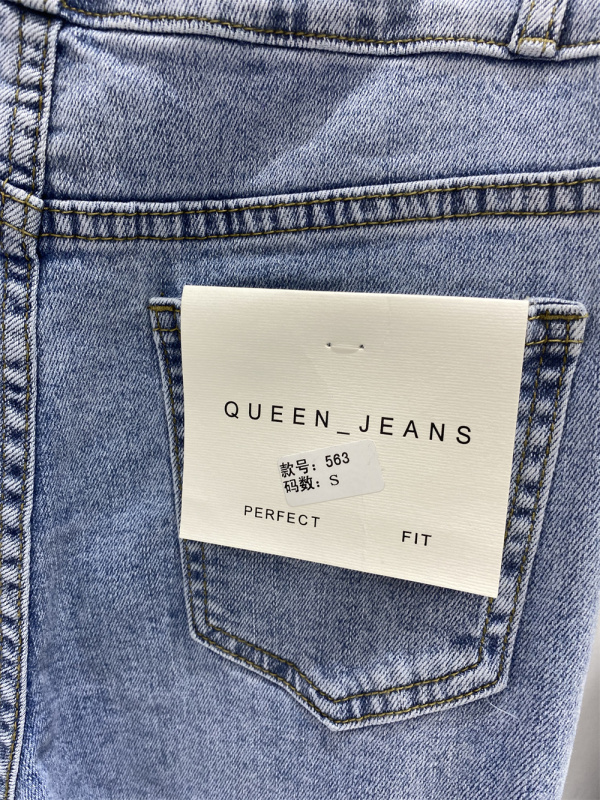 QUEEN_JEANS
款号: 563
码数: S
PERFECT
FIT